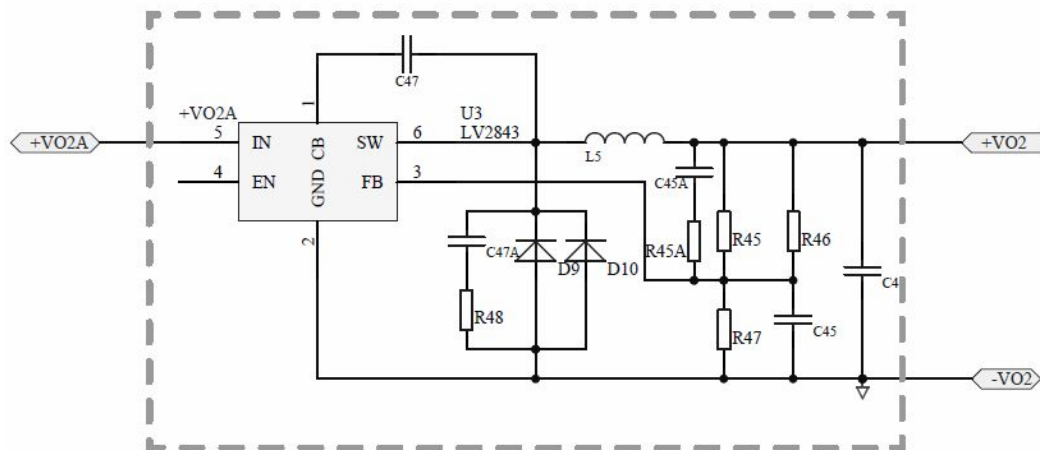 C47
1
+VO2A
U3
LV2843
+VO2A
5
IN
CB
SW
6
L5
+VO2
4
EN
GND
FB
3
C45A
R45A
R45
R46
2
C47A
D9
D10
C4
R48
R47
C45
-VO2